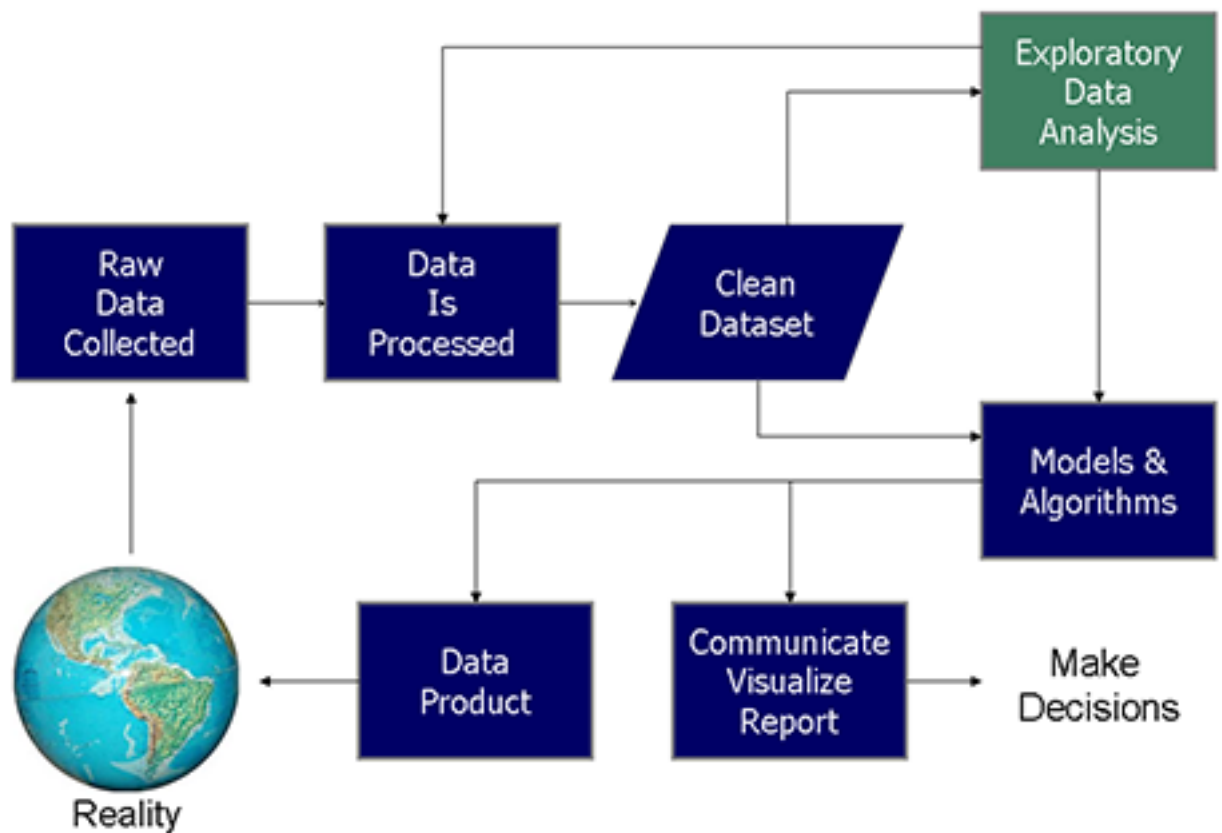 Exploratory
Data
Analysis
Raw
Data
Collected
Data
Is
Processed
Clean
Dataset
Models &
Algorithms
Data
Product
Communicate
Visualize
Report
Make
Decisions
Reality